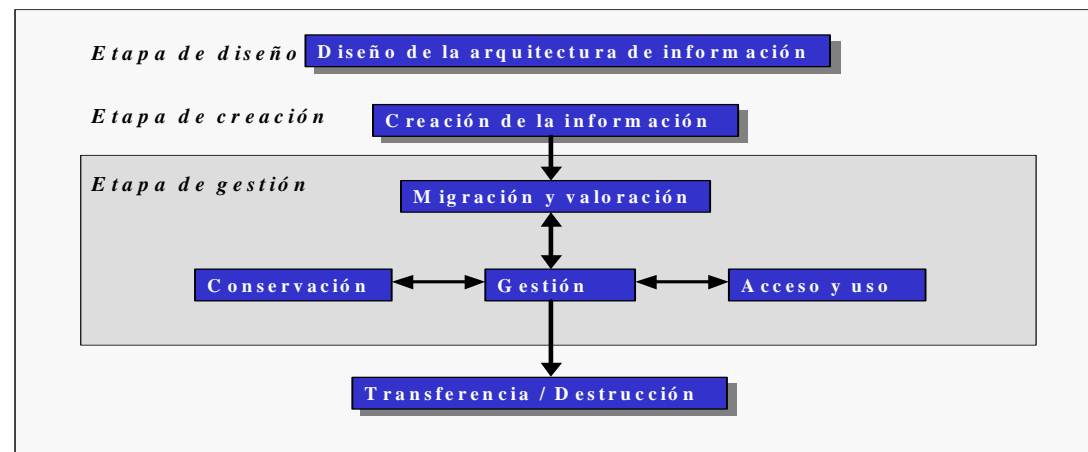 Etapa de diseño
Diseño de la arquitectura de información
Etapa de creación
Creación de la información
Etapa de gestión
Migración y valoración
Conservación
Gestión
Acceso y uso
Transferencia / Destrucción